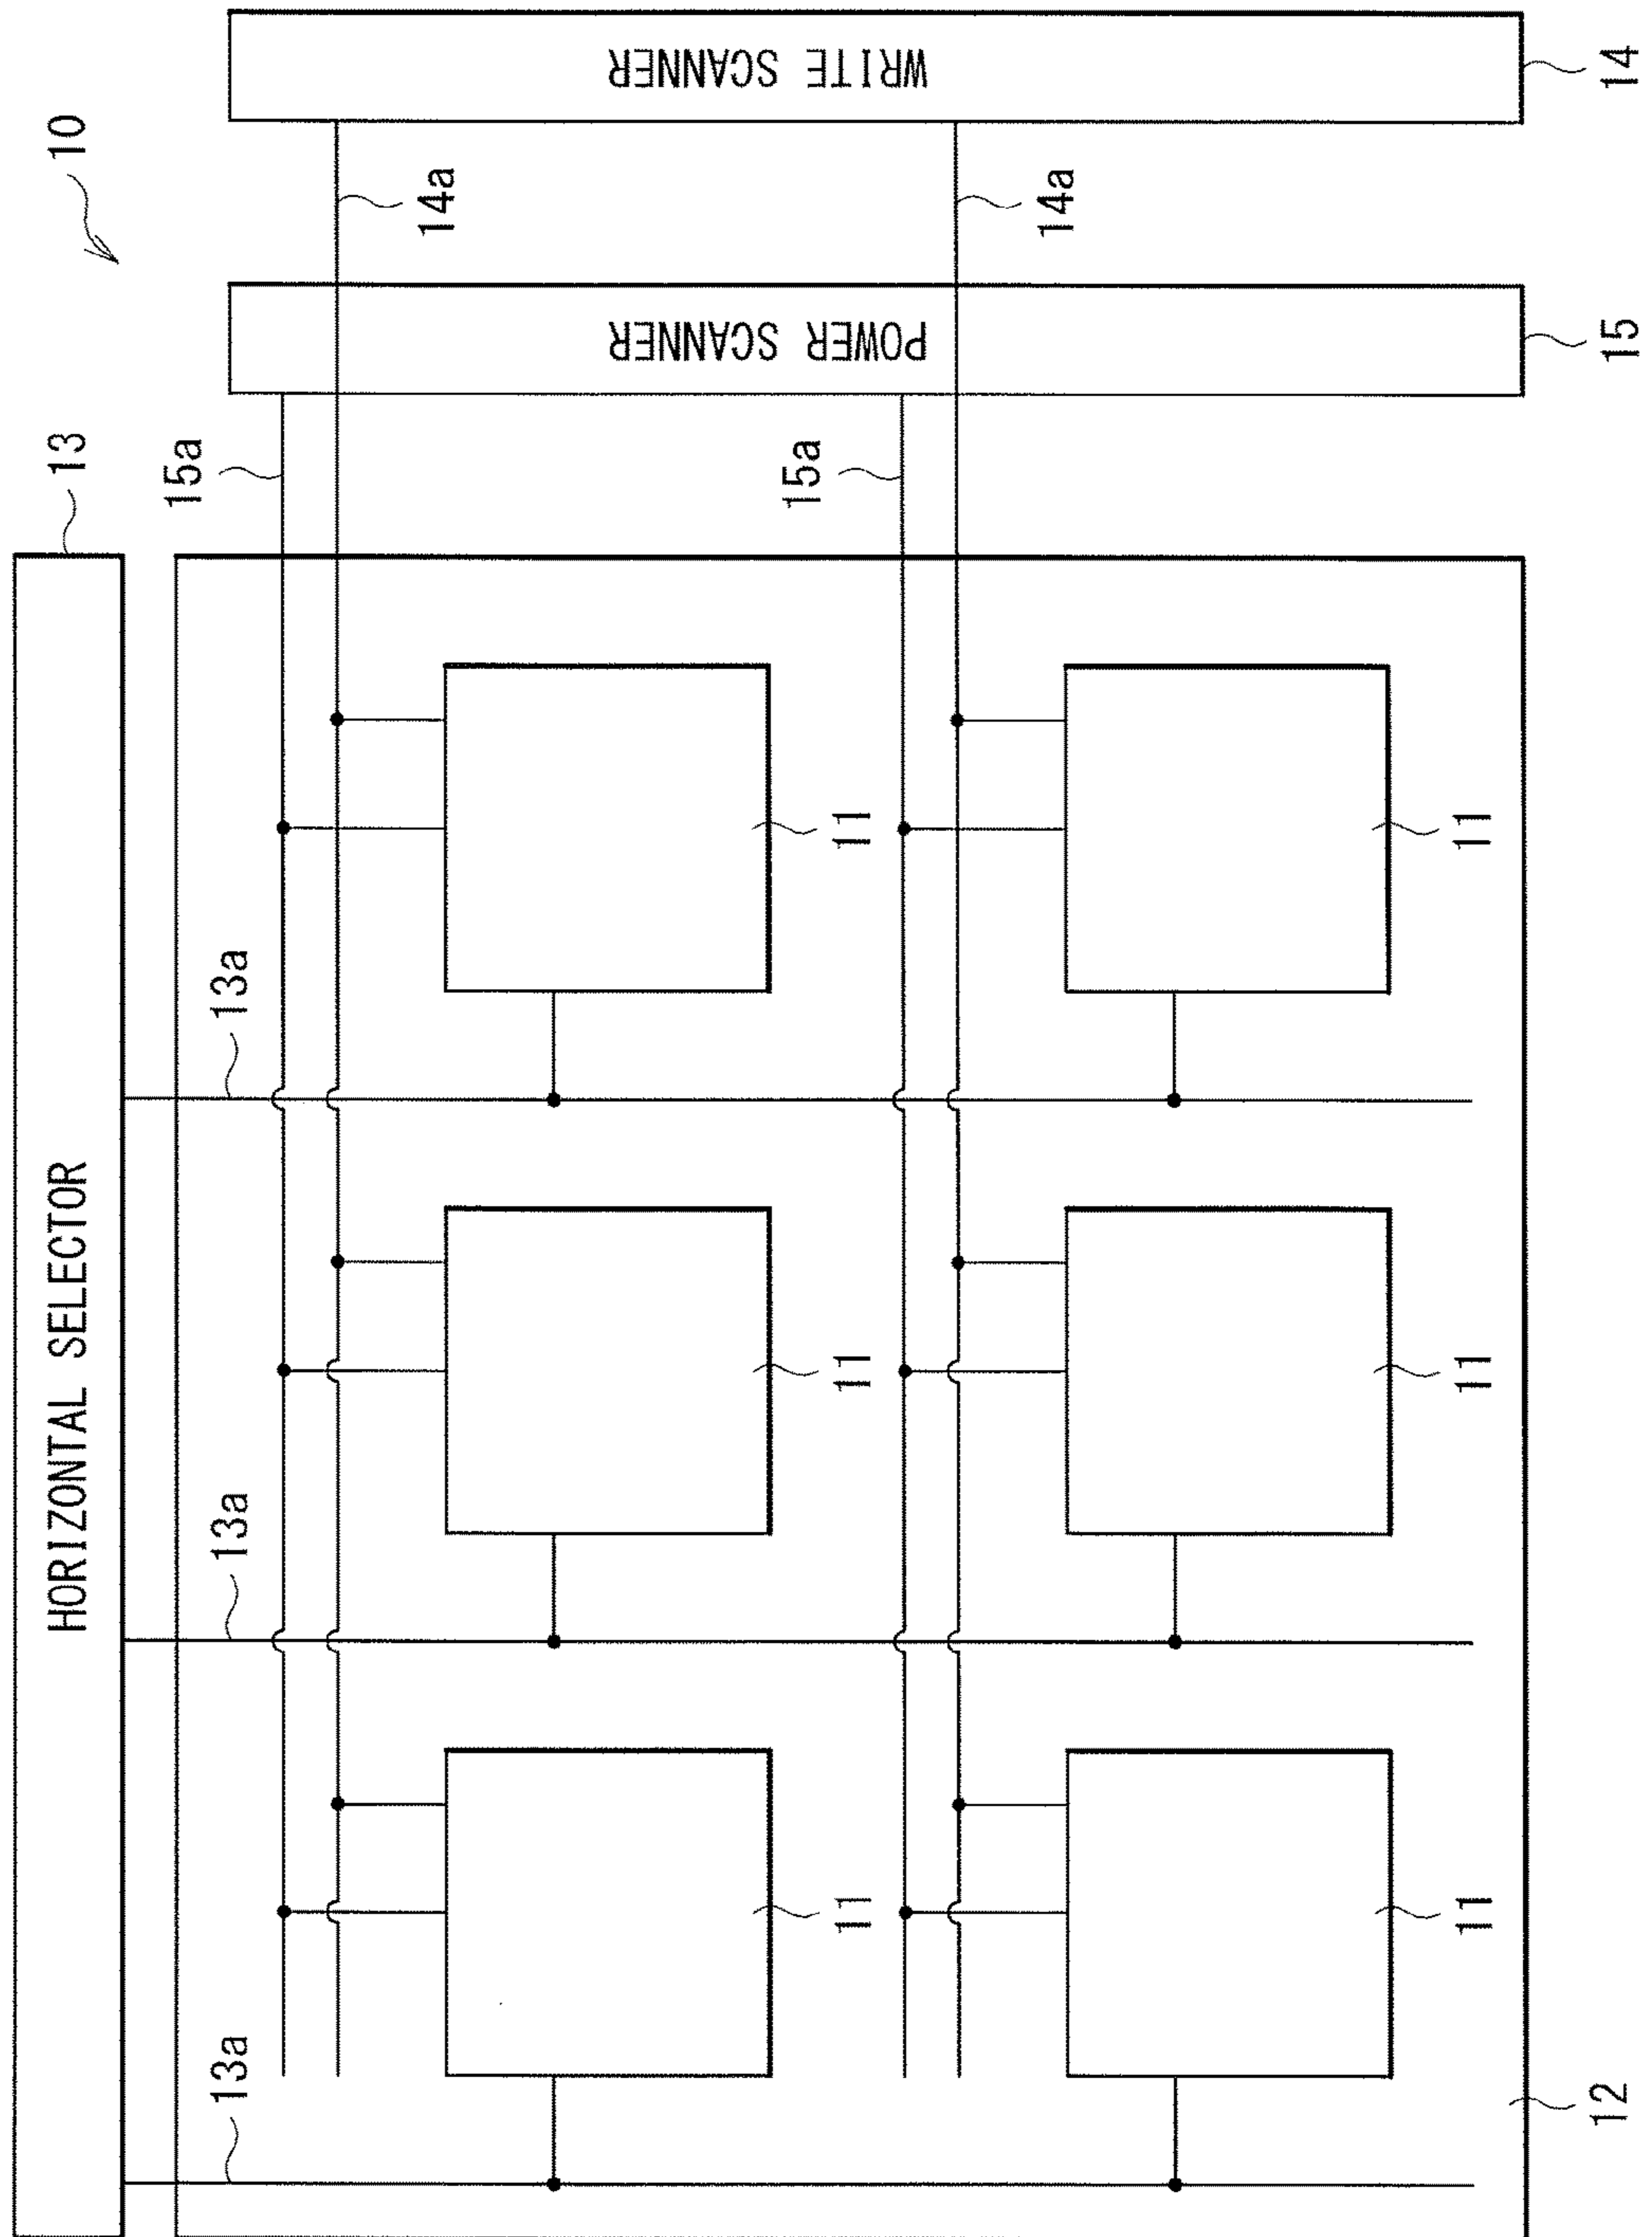 HORIZONTAL SELECTOR
13
10
15a
13a
13a
13a
14a
POWER SCANNER
WRITE SCANNER
15a
11
11
11
14a
11
11
11
12
15
14